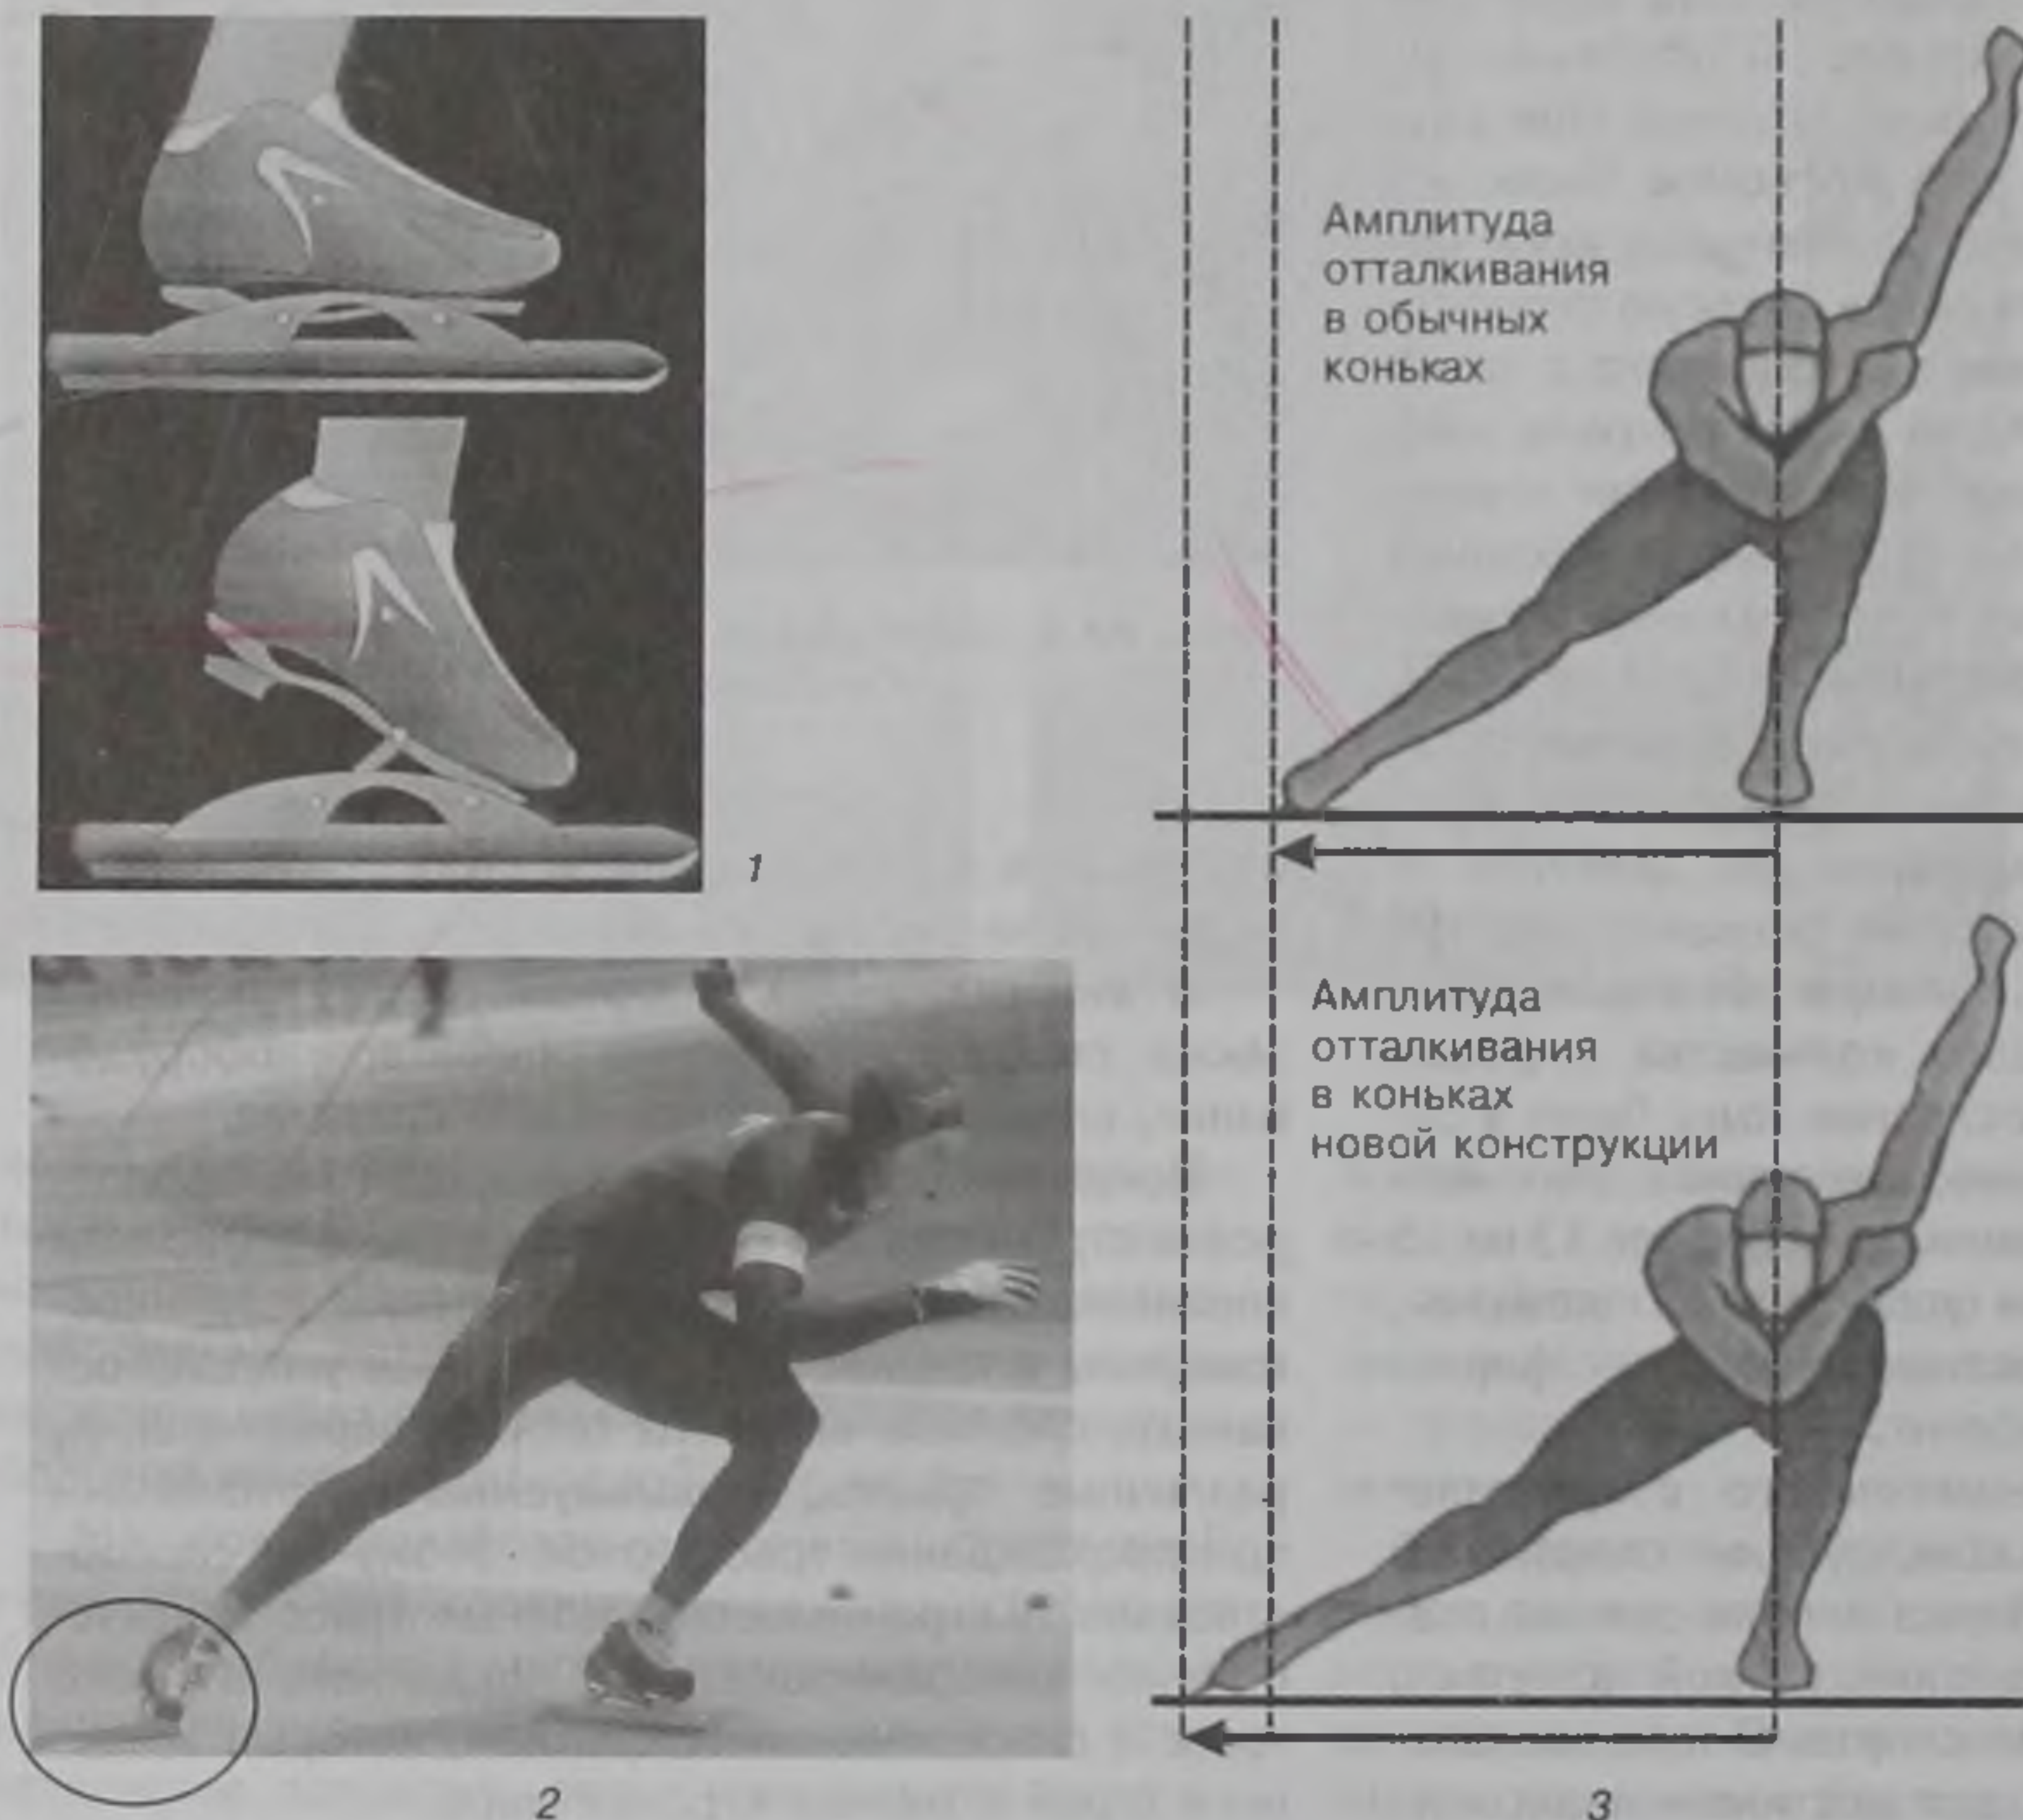 Амплитуда
отталкивания
в обычных
коньках
1
Амплитуда
отталкивания
в коньках
новой конструкции
2
3